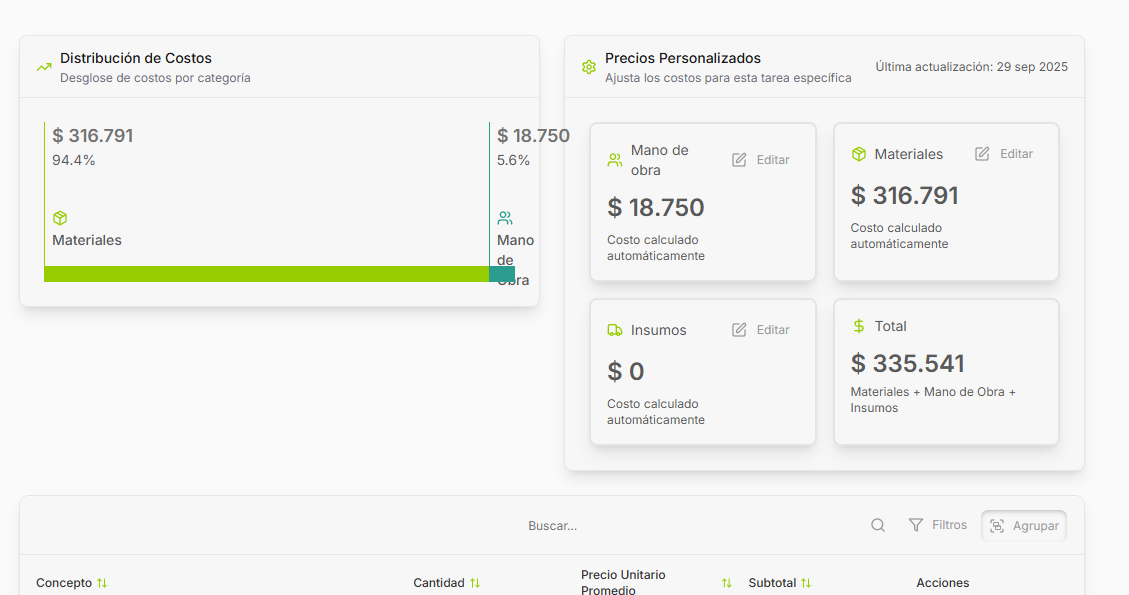 Distribución de Costos
Desglose de costos por categoría
$ 316.791
94.4%
Materiales
$ 18.750
5.6%
Mano
de
Obra
Precios Personalizados
Ajusta los costos para esta tarea específica
Última actualización: 29 sep 2025
Mano de
obra
Editar
$ 18.750
Costo calculado
automáticamente
Materiales
Editar
$ 316.791
Costo calculado
automáticamente
Insumos
Editar
$ 0
Costo calculado
automáticamente
Total
$ 335.541
Materiales + Mano de Obra +
Insumos
Buscar...
Filtros
Agrupar
Concepto
Cantidad
Precio Unitario
Promedio
Subtotal
Acciones